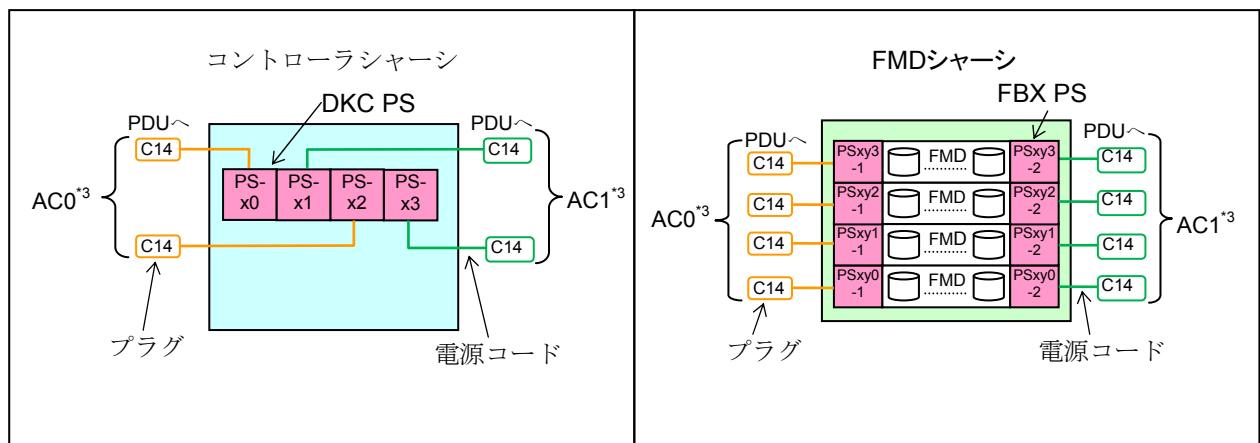 コントローラシャーシ
DKC PS
PDUへ
PDUへ
C14
C14
PS-
x0
PS-
x1
PS-
x2
PS-
x3
AC0*3
AC1*3
C14
C14
プラグ
電源コード
FMDシャーシ
FBX PS
PDUへ
PDUへ
C14
PSxy3
-1
FMD
..........
PSxy3
-2
C14
C14
PSxy2
-1
FMD
..........
PSxy2
-2
C14
AC0*3
AC1*3
C14
PSxy1
-1
FMD
..........
PSxy1
-2
C14
C14
PSxy0
-1
FMD
..........
PSxy0
-2
C14
プラグ
電源コード